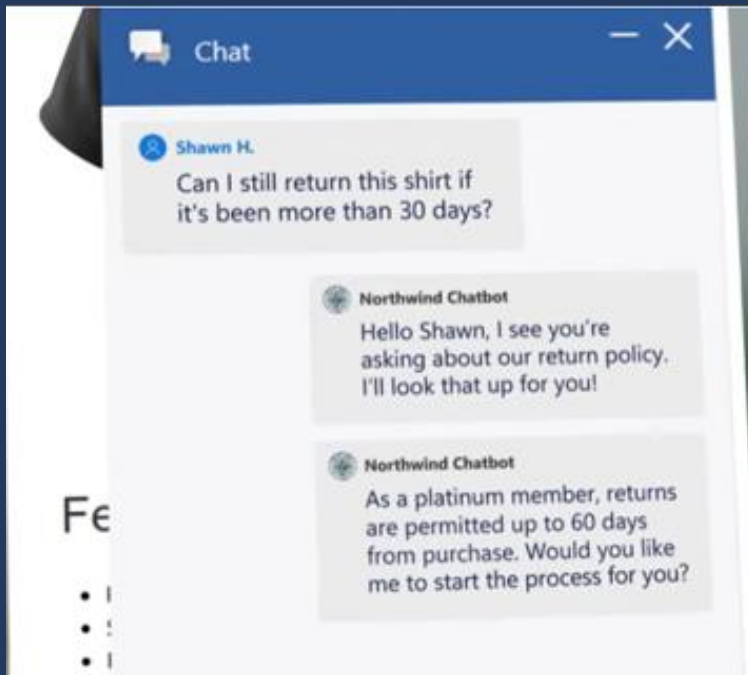 Chat
Shawn H.
Can I still return this shirt if
it's been more than 30 days?
Northwind Chatbot
Hello Shawn, I see you're
asking about our return policy.
I'll look that up for you!
Northwind Chatbot
As a platinum member, returns
are permitted up to 60 days
from purchase. Would you like
me to start the process for you?
Fe